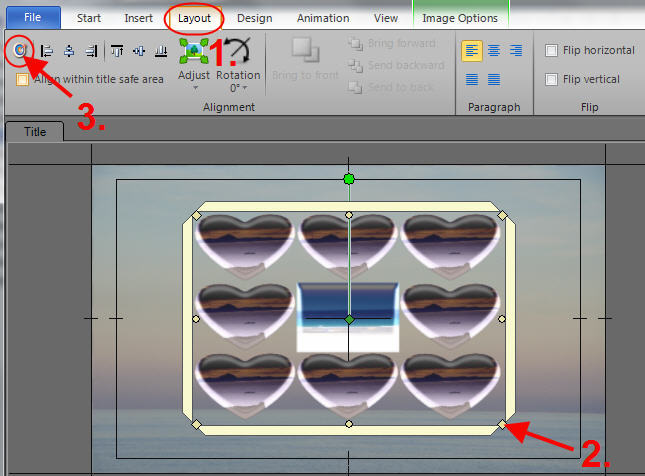 File Start Insert Layout Design Animation View Image Options
1.
Align within title safe area
Adjust
Rotation
0°
Bring to front
Bring forward
Send backward
Send to back
Flip horizontal
Flip vertical
Alignment Paragraph Flip
3.
Title
2.